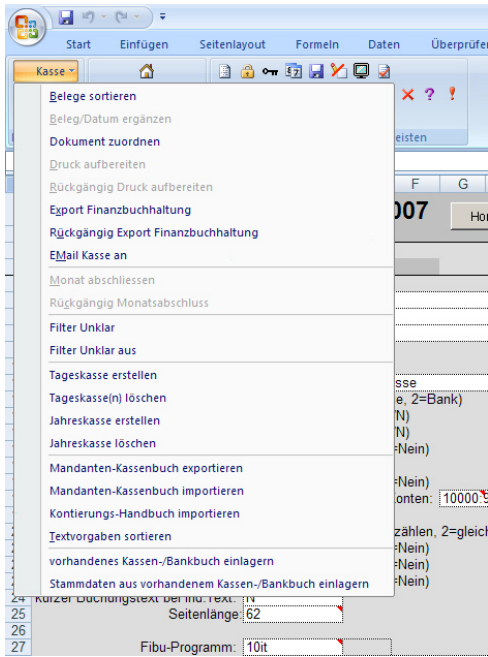 Start Einfügen Seitenlayout Formeln Daten Überprüfe
Kasse
eisten
F G
007
Belege sortieren
Beleg/Datum ergänzen
Dokument zuordnen
Druck aufbereiten
Rückgängig Druck aufbereiten
Export Finanzbuchhaltung
Rückgängig Export Finanzbuchhaltung
EMail Kasse an
Monat abschliessen
Rückgängig Monatsabschluss
Filter Unklar
Filter Unklar aus
Tageskasse erstellen
Tageskasse(n) löschen
Jahreskasse erstellen
Jahreskasse löschen
Mandanten-Kassenbuch exportieren
Mandanten-Kassenbuch importieren
Kontierungs-Handbuch importieren
Textvorgaben sortieren
vorhandenes Kassen-/Bankbuch einlagern
Stammdaten aus vorhandenem Kassen-/Bankbuch einlagern
sse
e, 2=Bank)
/N)
/N)
=Nein)
=Nein)
onten: 10000:9
zählen, 2=gleich
=Nein)
=Nein)
=Nein)
24 Kurzer Buchungstext bei ind.Text: N
25 Seitenlänge: 62
26
27 Fibu-Programm: 10it